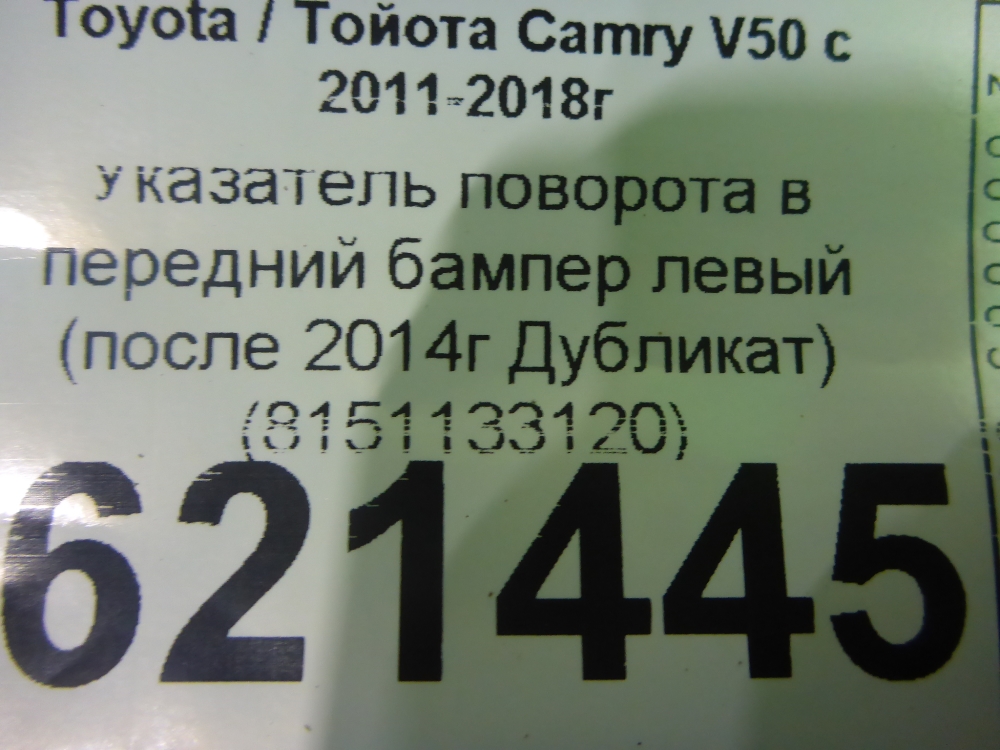 Toyota / Тойота Camry V50 с
2011-2018г
указатель поворота в
передний бампер левый
(после 2014г Дубликат)
(8151133120)
621445